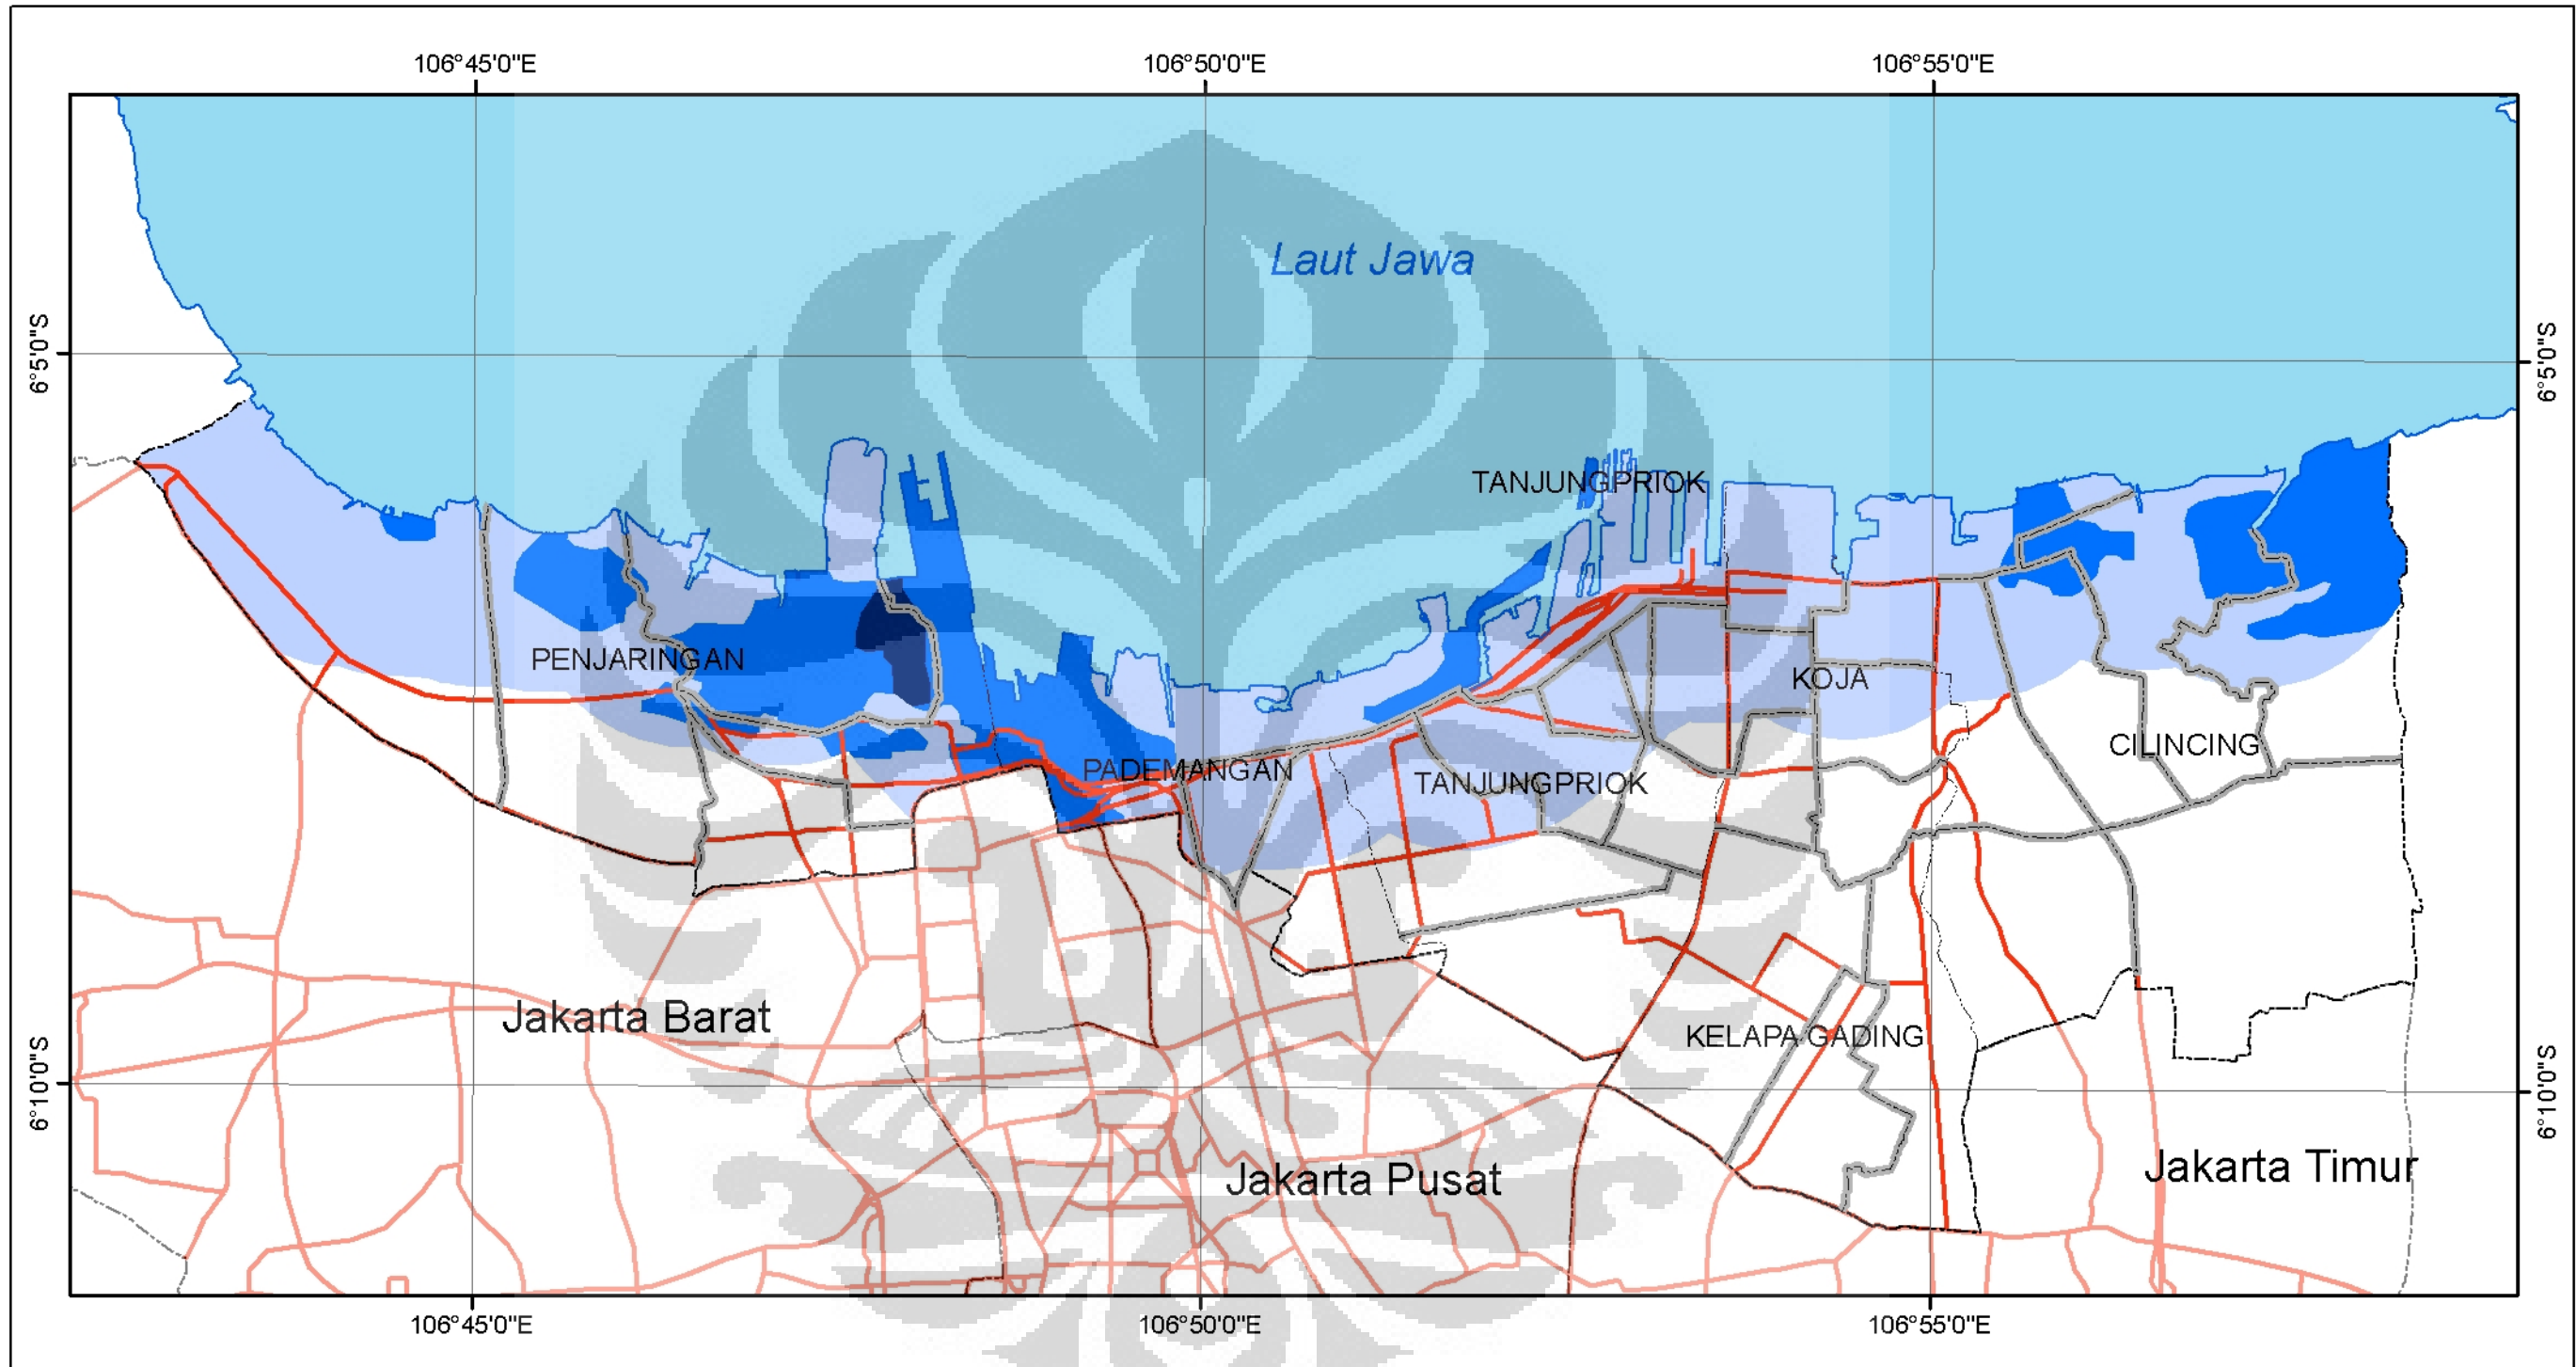 106°45'0"E
106°50'0"E
106°55'0"E
Laut Jawa
6°5'0"S
6°5'0"S
TANJUNGPRIOK
PENJARINGAN
KOJA
CILINCING
PADEMANGAN
TANJUNGPRIOK
Jakarta Barat
KELAPA GADING
6°10'0"S
6°10'0"S
Jakarta Pusat
Jakarta Timur
106°45'0"E
106°50'0"E
106°55'0"E